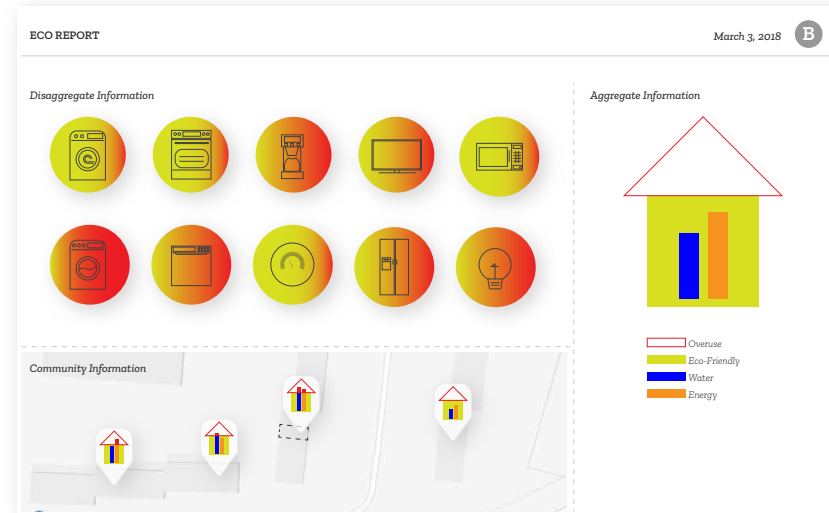 ECO REPORT
March 3, 2018
B
Disaggregate Information
Aggregate Information
Overuse
Eco-Friendly
Water
Energy
Community Information